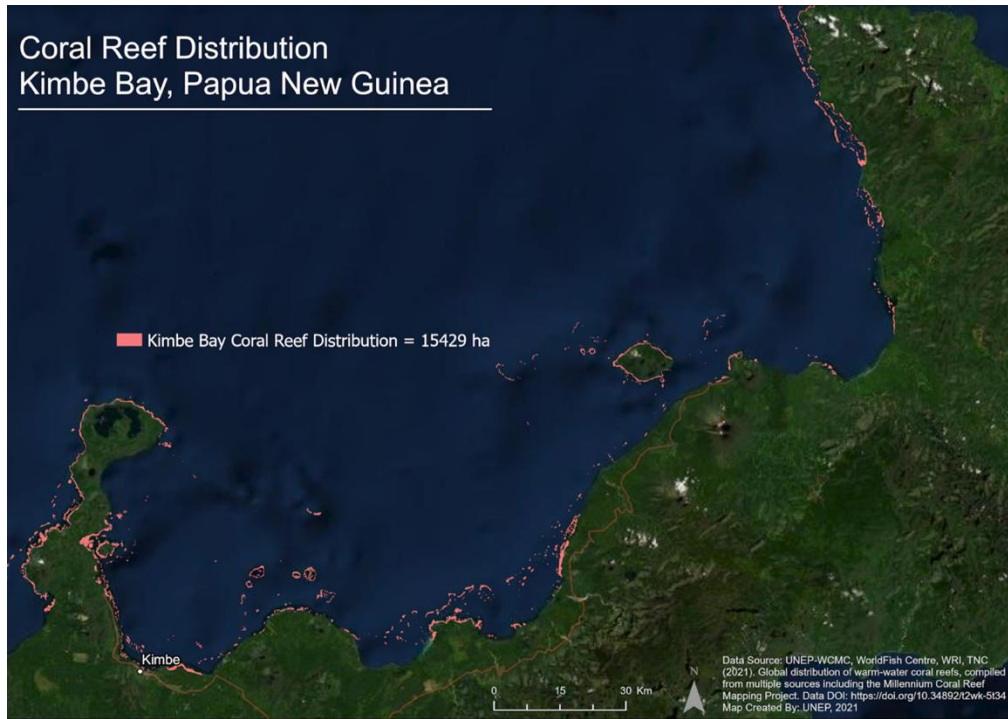 Coral Reef Distribution
Kimbe Bay, Papua New Guinea
Kimbe Bay Coral Reef Distribution = 15429 ha
Kimbe
N
0 15 30 Km
Data Source: UNEP-WCMC, WorldFish Centre, WRI, TNC
(2021). Global distribution of warm-water coral reefs, compiled
from multiple sources including the Millennium Coral Reef
Mapping Project. Data DOI: https://doi.org/10.34892/t2wk-5t34
Map Created By: UNEP, 2021